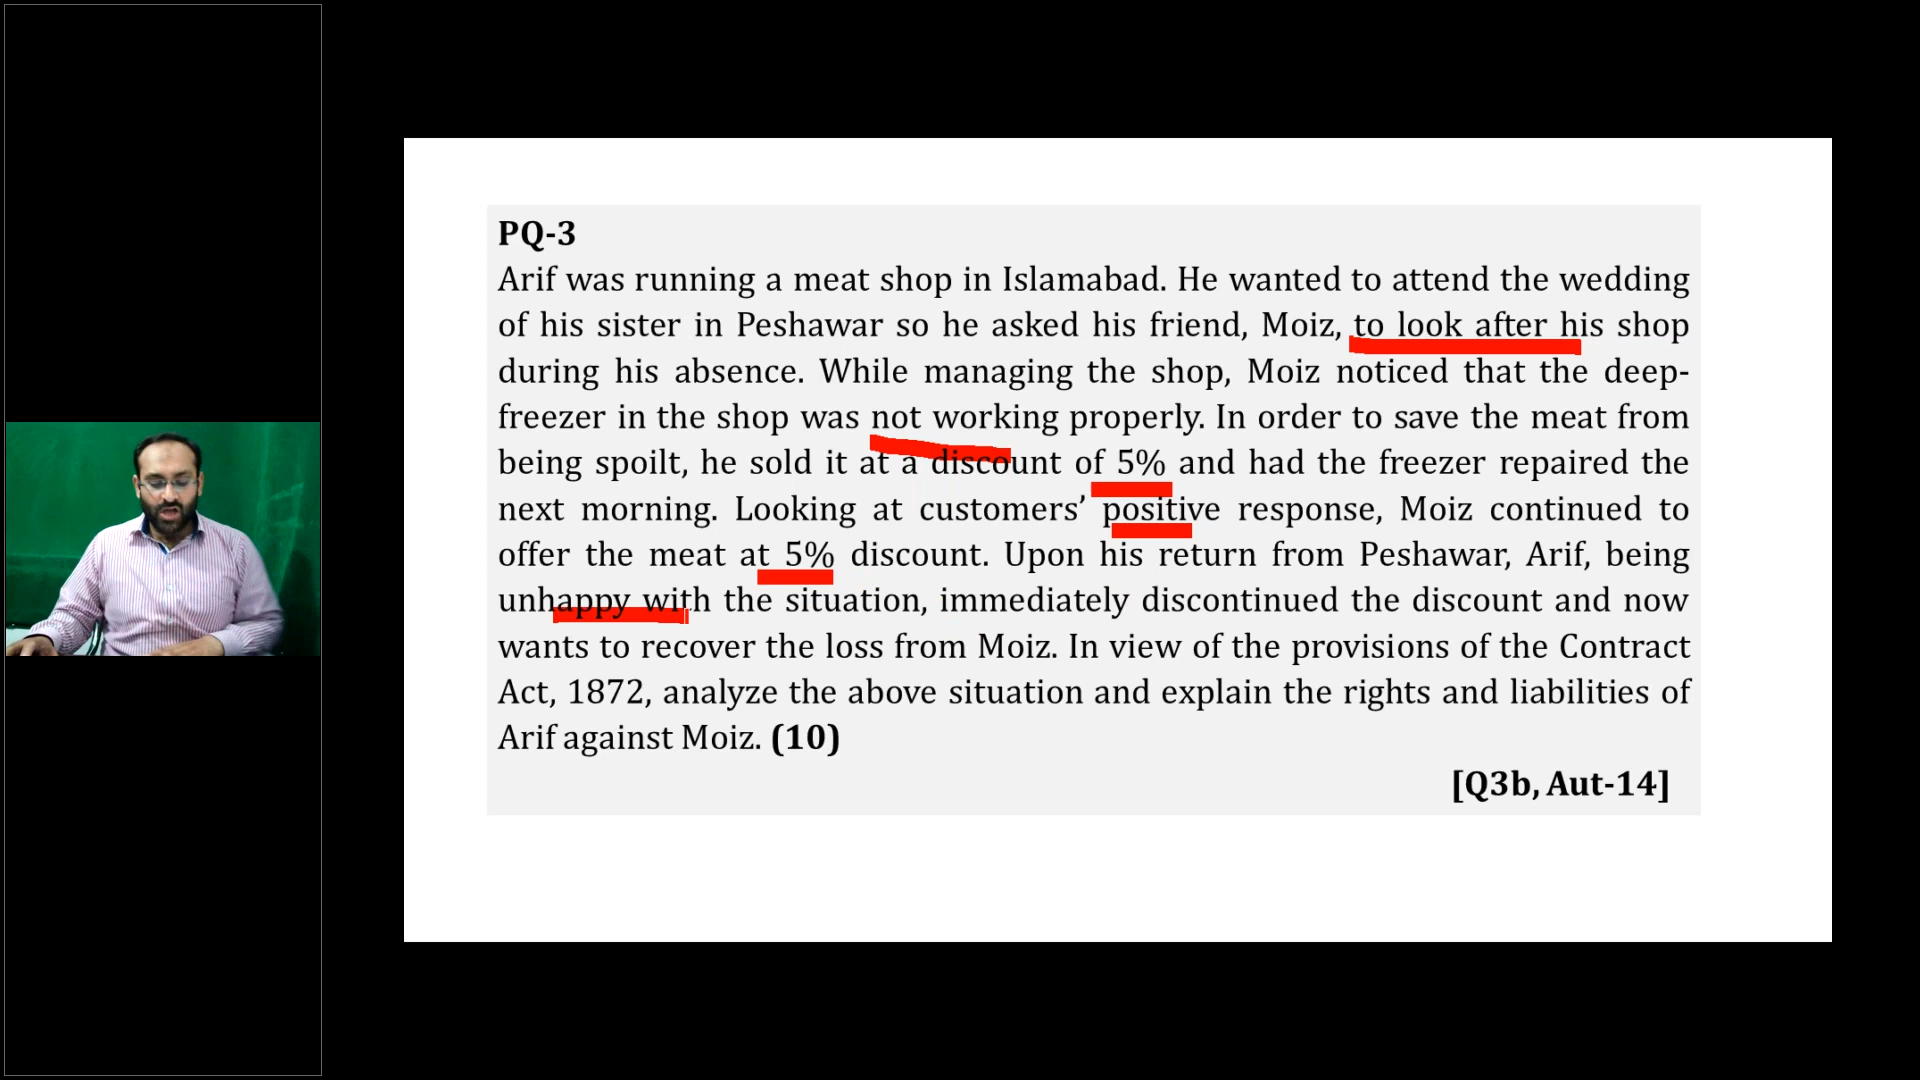 PQ-3
Arif was running a meat shop in Islamabad. He wanted to attend the wedding
of his sister in Peshawar so he asked his friend, Moiz, to look after his shop
during his absence. While managing the shop, Moiz noticed that the deep-
freezer in the shop was not working properly. In order to save the meat from
being spoilt, he sold it at a discount of 5% and had the freezer repaired the
next morning. Looking at customers’ positive response, Moiz continued to
offer the meat at 5% discount. Upon his return from Peshawar, Arif, being
unhappy with the situation, immediately discontinued the discount and now
wants to recover the loss from Moiz. In view of the provisions of the Contract
Act, 1872, analyze the above situation and explain the rights and liabilities of
Arif against Moiz. (10)
[Q3b, Aut-14]